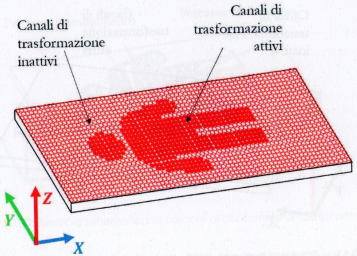 Canali di
trasformazione
inattivi
Canali di
trasformazione
attivi
Z
Y
X